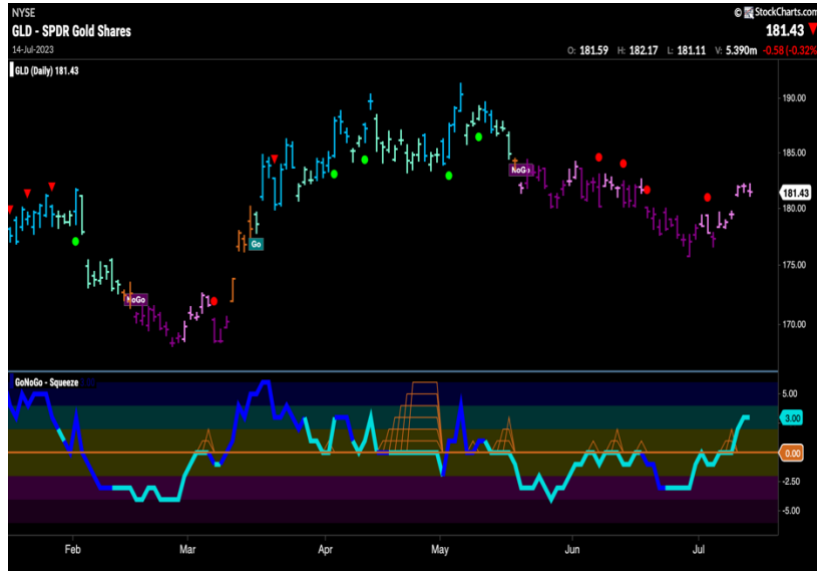 NYSE
© StockCharts.com
GLD - SPDR Gold Shares
181.43
14-Jul-2023
O: 181.59 H: 182.17 L: 181.11 V: 5.390m -0.58 (-0.32%
GLD (Daily) 181.43
190.00
185.00
NoGo
181.43
180.00
Go
175.00
NoGo
170.00
GoNoGo - Squeeze
5.00
3.00
0.00
-2.50
-5.00
Feb Mar Apr May Jun Jul